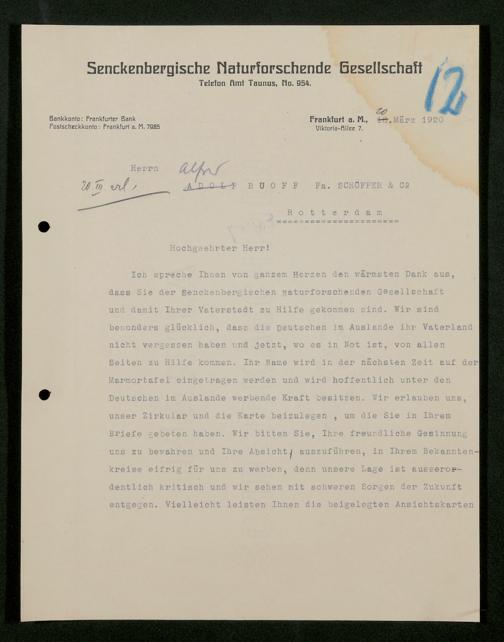 Senckenbergische Naturforschende Gesellschaft
Telefon Amt Taunus, No. 954.
12
Bankkonto: Frankfurter Bank
Postscheckkonto: Frankfurt a. M. 7985
Frankfurt a. M., 20 März 1920
Viktoria-Allee 7.
Herrn Alfred
20 III erl.
ADOLF RUOFF Fa. SCHÖFFER & Co
Rotterdam
Hochgeehrter Herr!
Ich spreche Ihnen von ganzem Herzen den wärmsten Dank aus,
dass Sie der Senckenbergischen naturforschenden Gesellschaft
und damit Ihrer Vaterstadt zu Hilfe gekommen sind. Wir sind
besonders glücklich, dass die Deutschen im Auslande ihr Vaterland
nicht vergessen haben und jetzt, wo es in Not ist, von allen
Seiten zu Hilfe kommen. Ihr Name wird in der nächsten Zeit auf der
Marmortafel eingetragen werden und wird hoffentlich unter den
Deutschen im Auslande werbende Kraft besitzen. Wir erlauben uns,
unser Zirkular und die Karte beizulegen , um die Sie in Ihrem
Briefe gebeten haben. Wir bitten Sie, Ihre freundliche Gesinnung
uns zu bewahren und Ihre Absicht, auszuführen, in Ihrem Bekannten-
kreise eifrig für uns zu werben, denn unsere Lage ist ausseror-
dentlich kritisch und wir sehen mit schweren Sorgen der Zukunft
entgegen. Vielleicht leisten Ihnen die beigelegten Ansichtskarten